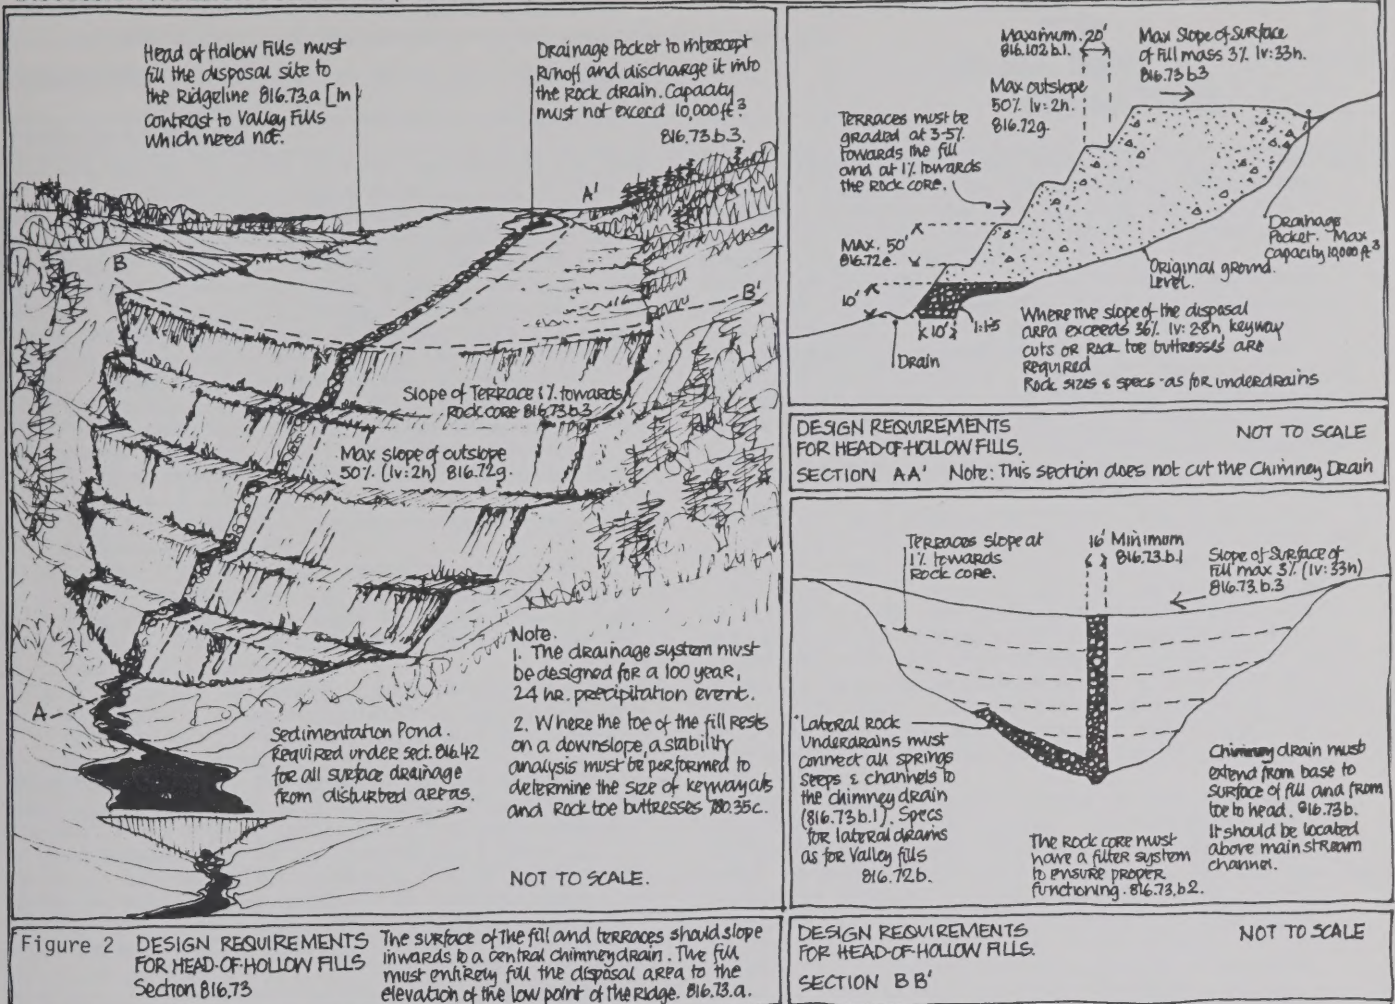 Head of Hollow Fills must
fill the disposal site to
the Ridgeline 816.73.a [In
contrast to Valley Fills
which need not.
Drainage Pocket to intercept
runoff and discharge it into
the rock drain. Capacity
must not exceed 10,000 ft.³
816.73.b.3.
A'
B
B'
Slope of Terrace 1% towards
Rock core 816.73.b.3
Max slope of outslope
50% (1v:2h) 816.72g.
A
Sedimentation Pond.
Required under sect. 816.42
for all surface drainage
from disturbed areas.
Note.
1. The drainage system must
be designed for a 100 year,
24 hr. precipitation event.
2. Where the toe of the fill rests
on a downslope, a stability
analysis must be performed to
determine the size of keyway cuts
and Rock toe buttresses 780.35c.
NOT TO SCALE.
Figure 2 DESIGN REQUIREMENTS
FOR HEAD-OF-HOLLOW FILLS
Section 816.73
The surface of the fill and terraces should slope
inwards to a central chimney drain. The fill
must entirely fill the disposal area to the
elevation of the low point of the Ridge. 816.73.a.
Maximum. 20'
816.102 b.1.
Max Slope of Surface
of Fill mass 3% 1v:33h.
816.73 b3
Max outslope
50% 1v:2h.
816.72g
Terraces must be
graded at 3-5%
towards the fill
and at 1% towards
the Rock core.
MAX. 50'
816.72e.
10'
10'
1:1.5
Drain
Original ground
level.
Drainage
Pocket. Max
Capacity 10,000 ft³
Where the slope of the disposal
area exceeds 36% 1v:2.8h, keyway
cuts or Rock toe buttresses are
required
Rock sizes & specs - as for underdrains
DESIGN REQUIREMENTS
FOR HEAD-OF-HOLLOW FILLS.
NOT TO SCALE
SECTION AA' Note: This section does not cut the Chimney Drain
Terraces slope at
1% towards
Rock core.
16' Minimum
816.73.b.1
Slope of Surface of
Fill max 3% (1v:33h)
816.73.b.3
Lateral Rock
Underdrains must
connect all springs
seeps & channels to
the chimney drain
(816.73b.1). Specs
for lateral drains
as for Valley fills
816.72b.
The rock core must
have a filter system
to ensure proper
functioning. 816.73.b2.
Chimney drain must
extend from base to
surface of fill and from
toe to head. 816.73b.
It should be located
above main stream
channel.
DESIGN REQUIREMENTS
FOR HEAD-OF-HOLLOW FILLS.
NOT TO SCALE
SECTION BB'